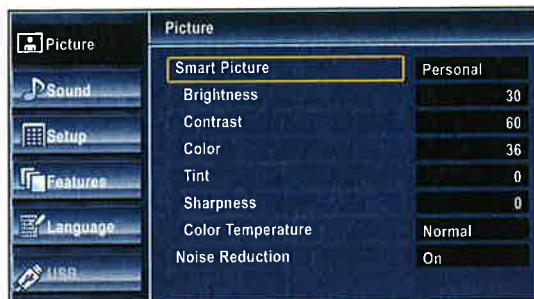 Picture
Sound
Setup
Features
Language
USB
Picture
Smart Picture Personal
Brightness 30
Contrast 60
Color 36
Tint 0
Sharpness 0
Color Temperature Normal
Noise Reduction On